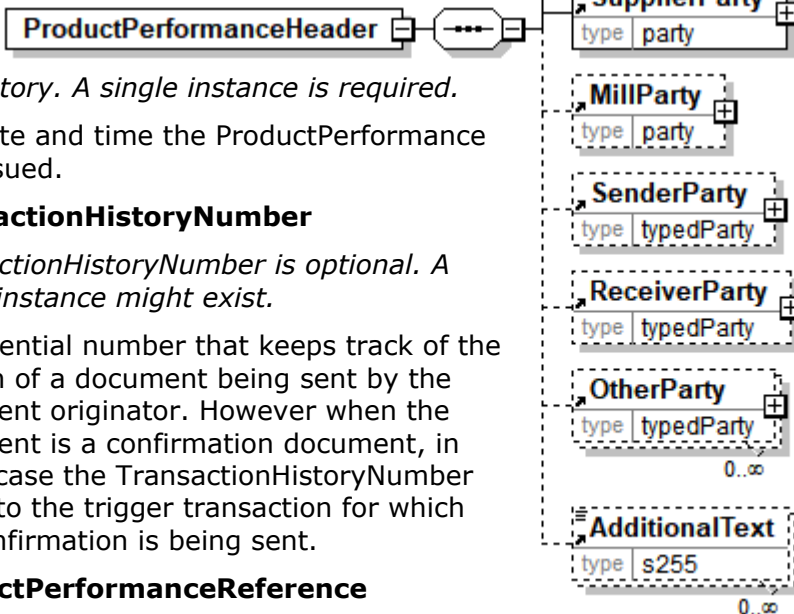 ProductPerformanceHeader
tory. A single instance is required.
te and time the ProductPerformance
sued.
actionHistoryNumber
ctionHistoryNumber is optional. A
instance might exist.
ential number that keeps track of the
n of a document being sent by the
ent originator. However when the
ent is a confirmation document, in
case the TransactionHistoryNumber
to the trigger transaction for which
nfirmation is being sent.
ctPerformanceReference
SupplierParty
type party
MillParty
type party
SenderParty
type typedParty
ReceiverParty
type typedParty
OtherParty
type typedParty
0..∞
AdditionalText
type s255
0..∞